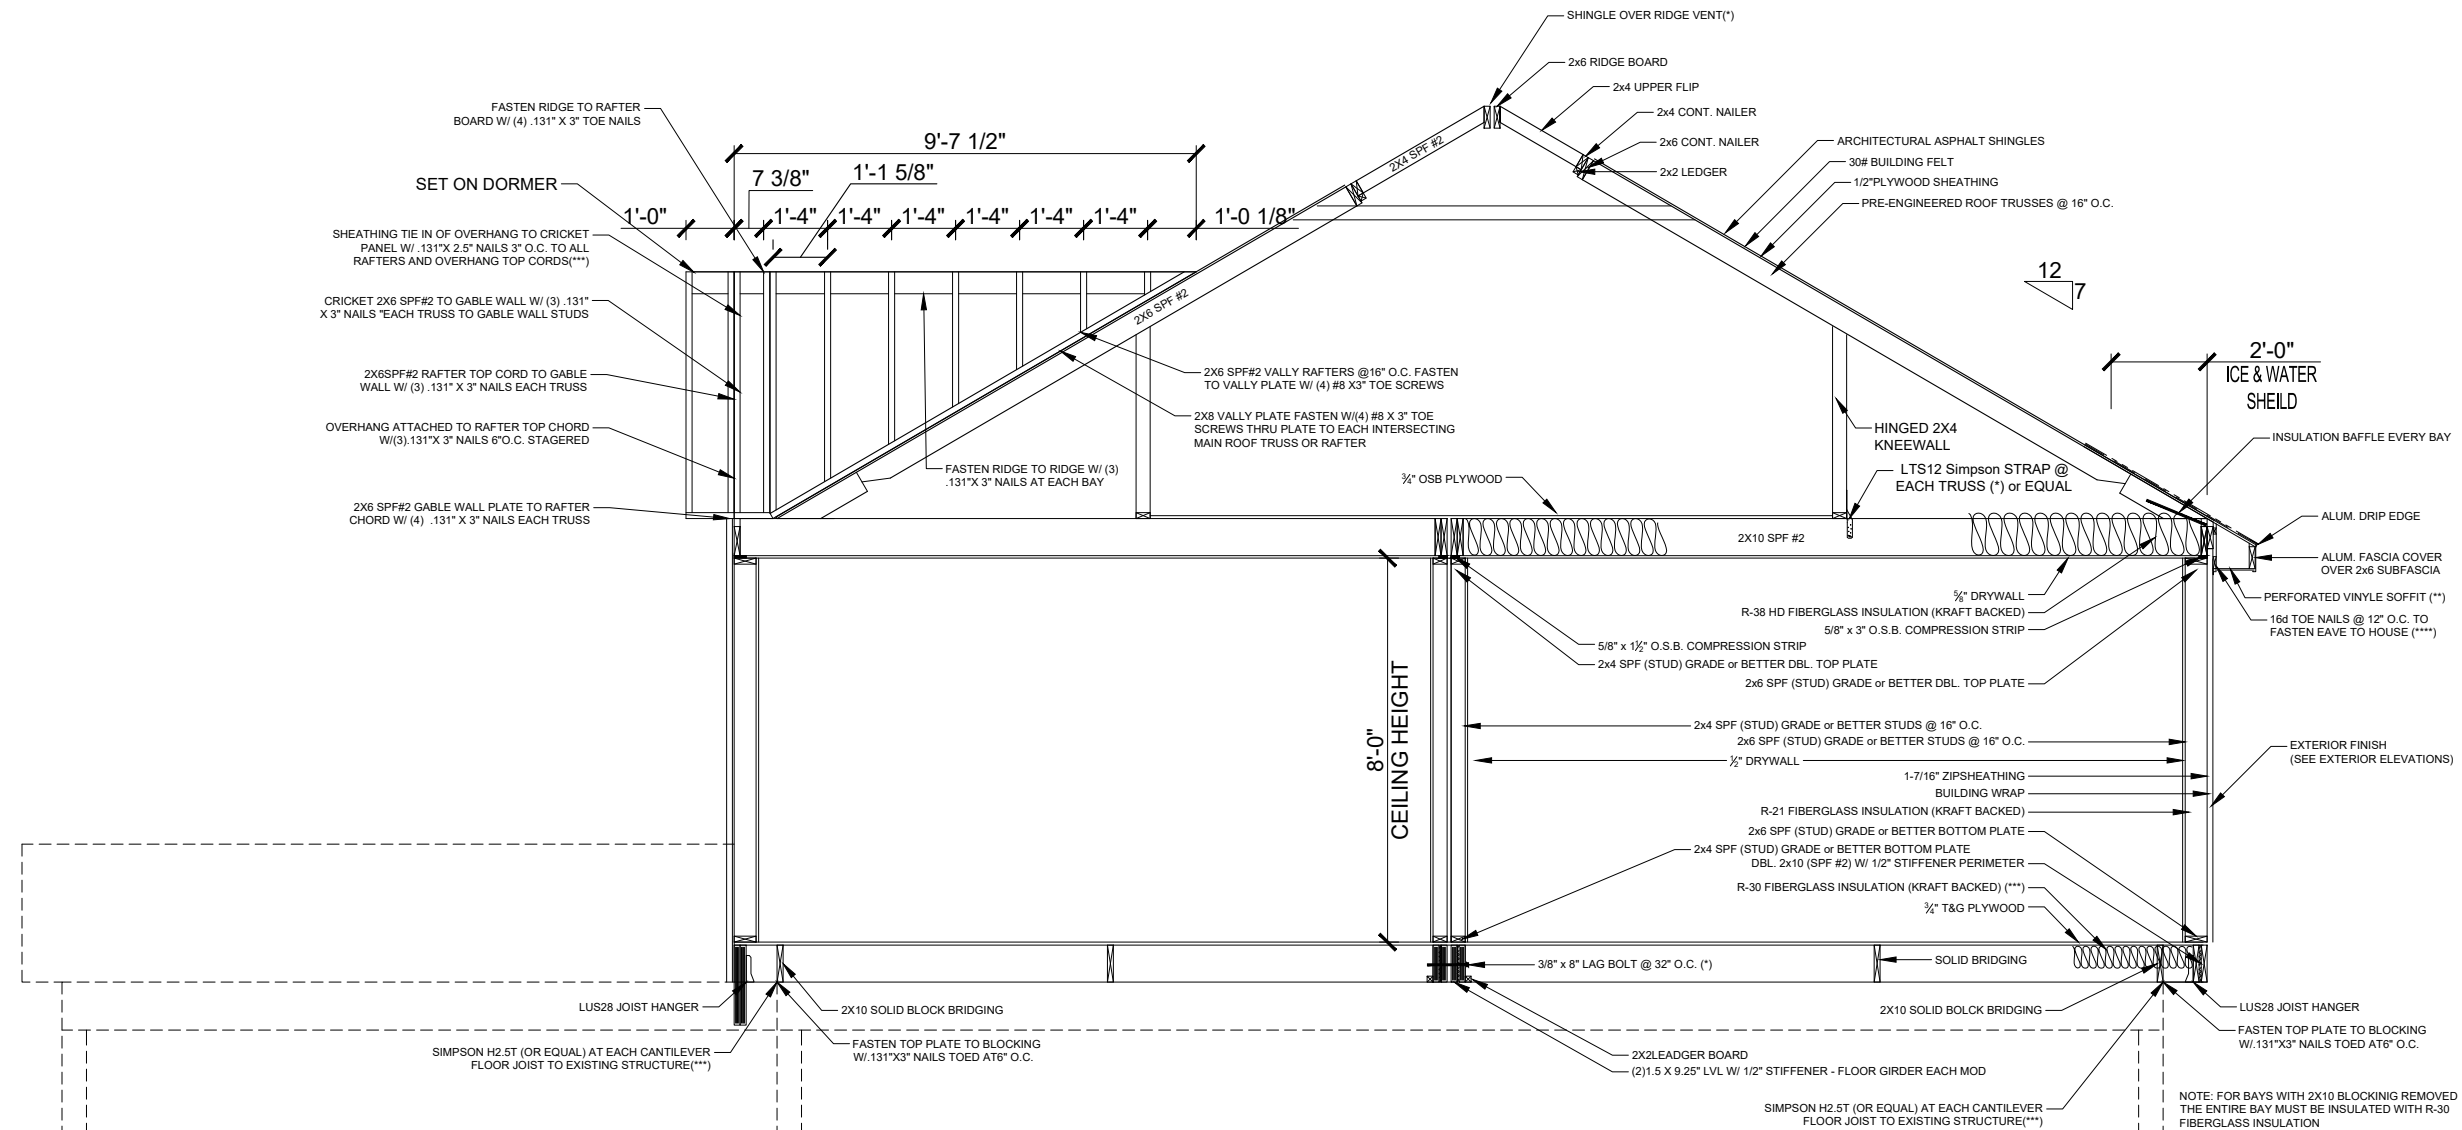 SHINGLE OVER RIDGE VENT(*)
2x6 RIDGE BOARD
2x4 UPPER FLIP
2x4 CONT. NAILER
2x6 CONT. NAILER
2x2 LEDGER
ARCHITECTURAL ASPHALT SHINGLES
30# BUILDING FELT
1/2"PLYWOOD SHEATHING
PRE-ENGINEERED ROOF TRUSSES @ 16" O.C.
FASTEN RIDGE TO RAFTER
BOARD W/ (4) .131" X 3" TOE NAILS
9'-7 1/2"
7 3/8"
1'-1 5/8"
SET ON DORMER
1'-0"
1'-4"
1'-4"
1'-4"
1'-4"
1'-4"
1'-4"
1'-0 1/8"
2X4 SPF #2
2X6 SPF #2
SHEATHING TIE IN OF OVERHANG TO CRICKET
PANEL W/ .131"X 2.5" NAILS 3" O.C. TO ALL
RAFTERS AND OVERHANG TOP CORDS(***)
CRICKET 2X6 SPF#2 TO GABLE WALL W/ (3) .131"
X 3" NAILS "EACH TRUSS TO GABLE WALL STUDS
2X6SPF#2 RAFTER TOP CORD TO GABLE
WALL W/ (3) .131" X 3" NAILS EACH TRUSS
OVERHANG ATTACHED TO RAFTER TOP CHORD
W/(3).131"X 3" NAILS 6"O.C. STAGERED
2X6 SPF#2 GABLE WALL PLATE TO RAFTER
CHORD W/ (4) .131" X 3" NAILS EACH TRUSS
12
7
2'-0"
ICE & WATER
SHEILD
2X6 SPF#2 VALLY RAFTERS @16" O.C. FASTEN
TO VALLY PLATE W/ (4) #8 X3" TOE SCREWS
2X8 VALLY PLATE FASTEN W/(4) #8 X 3" TOE
SCREWS THRU PLATE TO EACH INTERSECTING
MAIN ROOF TRUSS OR RAFTER
FASTEN RIDGE TO RIDGE W/ (3)
.131"X 3" NAILS AT EACH BAY
¾" OSB PLYWOOD
HINGED 2X4
KNEEWALL
LTS12 Simpson STRAP @
EACH TRUSS (*) or EQUAL
INSULATION BAFFLE EVERY BAY
ALUM. DRIP EDGE
ALUM. FASCIA COVER
OVER 2x6 SUBFASCIA
PERFORATED VINYLE SOFFIT (**)
16d TOE NAILS @ 12" O.C. TO
FASTEN EAVE TO HOUSE (****)
2X10 SPF #2
⅝" DRYWALL
R-38 HD FIBERGLASS INSULATION (KRAFT BACKED)
5/8" x 3" O.S.B. COMPRESSION STRIP
5/8" x 1½" O.S.B. COMPRESSION STRIP
2x4 SPF (STUD) GRADE or BETTER DBL. TOP PLATE
2x6 SPF (STUD) GRADE or BETTER DBL. TOP PLATE
8'-0"
CEILING HEIGHT
2x4 SPF (STUD) GRADE or BETTER STUDS @ 16" O.C.
2x6 SPF (STUD) GRADE or BETTER STUDS @ 16" O.C.
½" DRYWALL
1-7/16" ZIPSHEATHING
BUILDING WRAP
R-21 FIBERGLASS INSULATION (KRAFT BACKED)
2x6 SPF (STUD) GRADE or BETTER BOTTOM PLATE
EXTERIOR FINISH
(SEE EXTERIOR ELEVATIONS)
2x4 SPF (STUD) GRADE or BETTER BOTTOM PLATE
DBL. 2x10 (SPF #2) W/ 1/2" STIFFENER PERIMETER
R-30 FIBERGLASS INSULATION (KRAFT BACKED) (***)
¾" T&G PLYWOOD
3/8" x 8" LAG BOLT @ 32" O.C. (*)
SOLID BRIDGING
LUS28 JOIST HANGER
2X10 SOLID BLOCK BRIDGING
2X10 SOLID BOLCK BRIDGING
LUS28 JOIST HANGER
SIMPSON H2.5T (OR EQUAL) AT EACH CANTILEVER
FLOOR JOIST TO EXISTING STRUCTURE(***)
FASTEN TOP PLATE TO BLOCKING
W/.131"X3" NAILS TOED AT6" O.C.
2X2LEADGER BOARD
(2)1.5 X 9.25" LVL W/ 1/2" STIFFENER - FLOOR GIRDER EACH MOD
FASTEN TOP PLATE TO BLOCKING
W/.131"X3" NAILS TOED AT6" O.C.
SIMPSON H2.5T (OR EQUAL) AT EACH CANTILEVER
FLOOR JOIST TO EXISTING STRUCTURE(***)
NOTE: FOR BAYS WITH 2X10 BLOCKINIG REMOVED
THE ENTIRE BAY MUST BE INSULATED WITH R-30
FIBERGLASS INSULATION